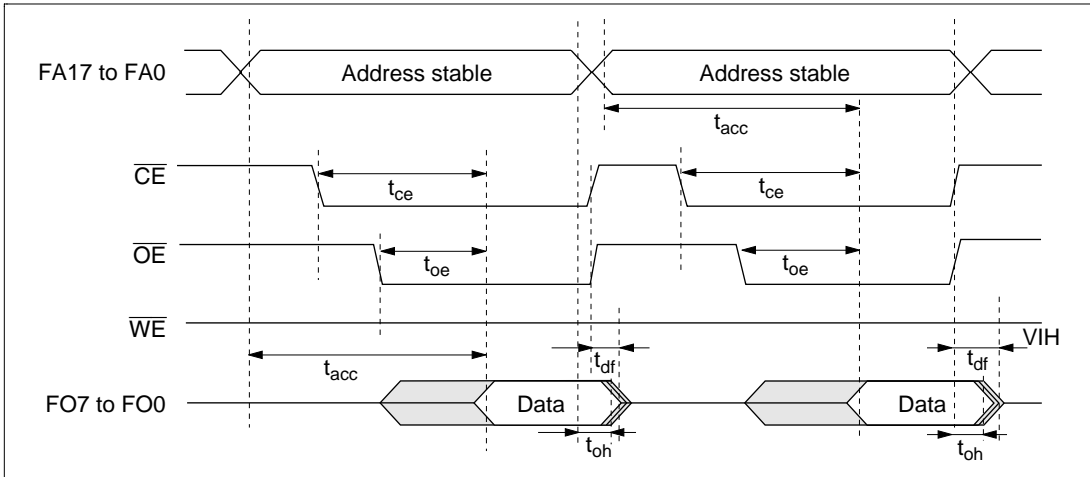 FA17 to FA0
Address stable
Address stable
tacc
CE
tce
tce
OE
toe
toe
WE
VIH
tacc
tdf
tdf
FO7 to FO0
Data
Data
toh
toh